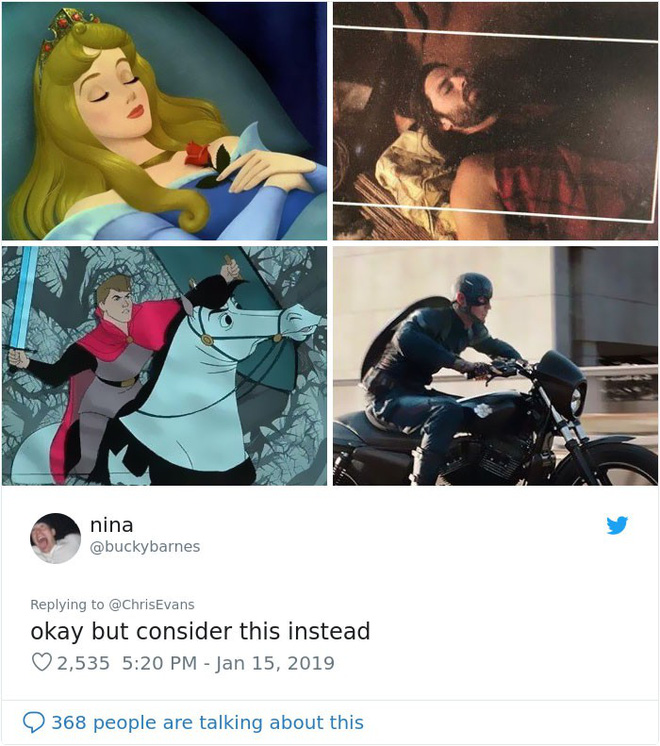 nina
@buckybarnes
Replying to @ChrisEvans
okay but consider this instead
2,535 5:20 PM - Jan 15, 2019
368 people are talking about this